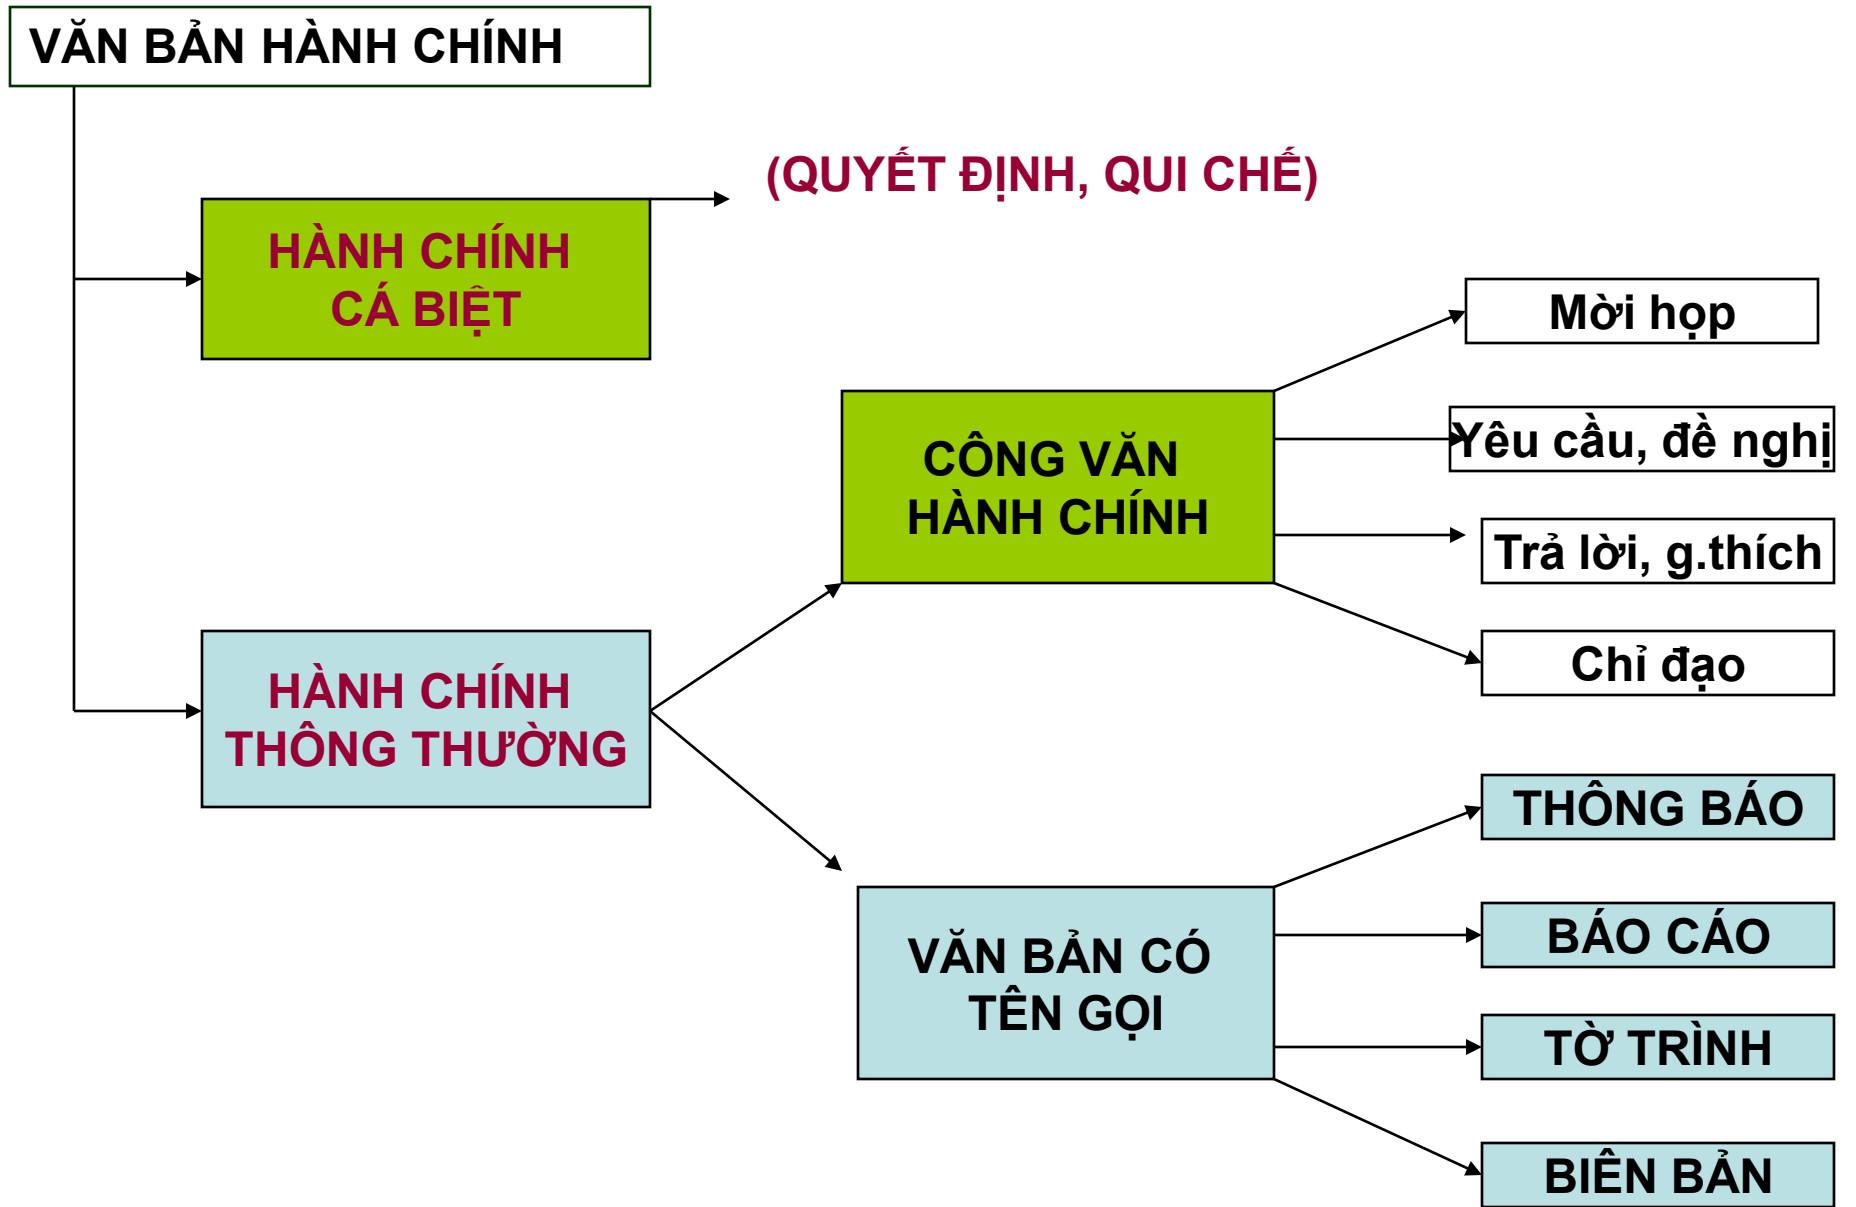 VĂN BẢN HÀNH CHÍNH
(QUYẾT ĐỊNH, QUI CHẾ)
HÀNH CHÍNH
CÁ BIỆT
Mời họp
Yêu cầu, đề nghị
CÔNG VĂN
HÀNH CHÍNH
Trả lời, g.thích
Chỉ đạo
HÀNH CHÍNH
THÔNG THƯỜNG
THÔNG BÁO
BÁO CÁO
VĂN BẢN CÓ
TÊN GỌI
TỜ TRÌNH
BIÊN BẢN